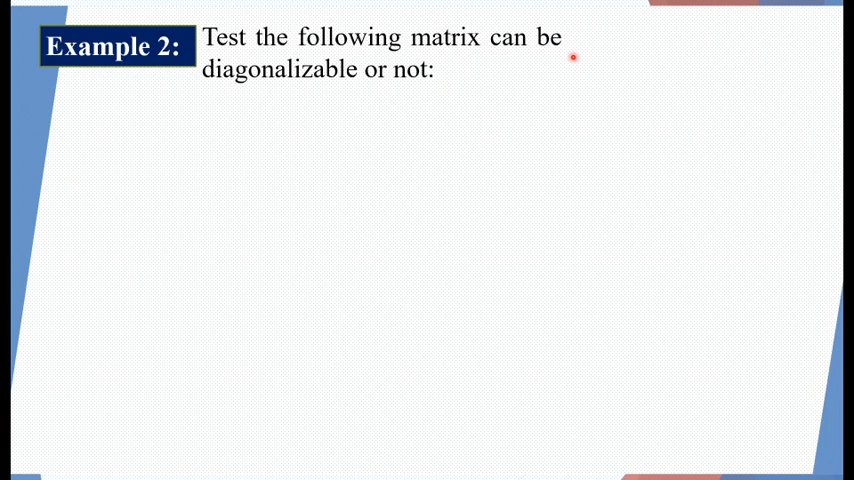 Example 2: Test the following matrix can be
diagonalizable or not: